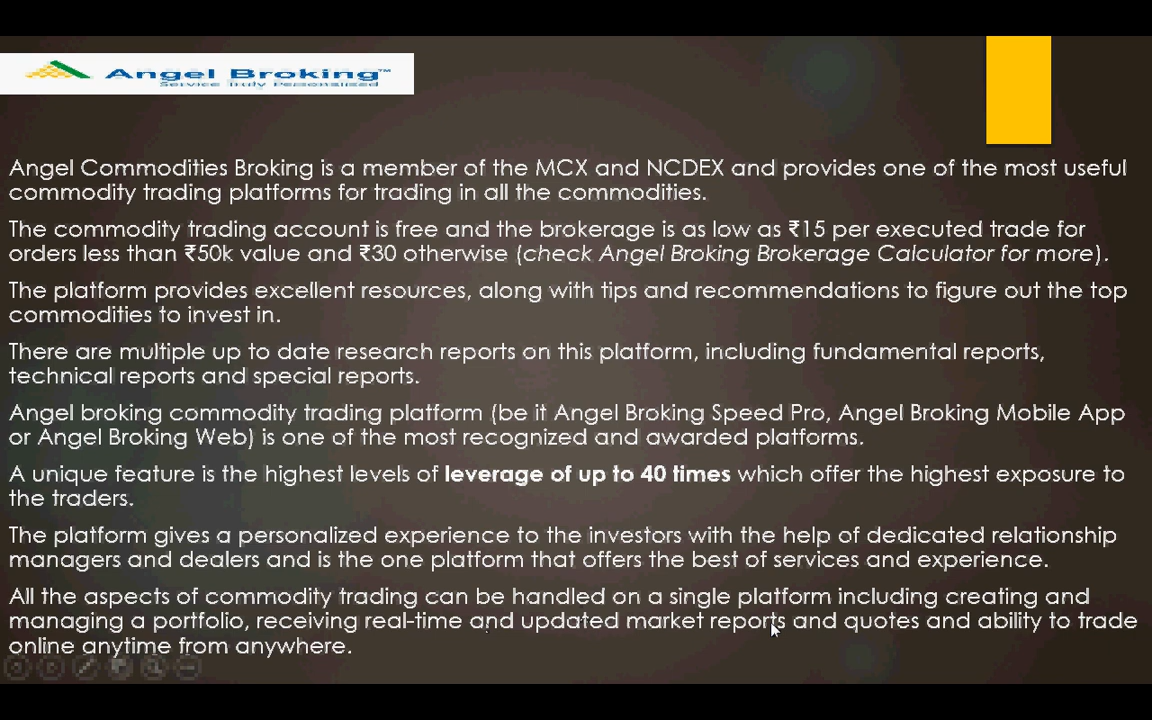 Angel Broking™
Service Truly Personalised
Angel Commodities Broking is a member of the MCX and NCDEX and provides one of the most useful
commodity trading platforms for trading in all the commodities.
The commodity trading account is free and the brokerage is as low as ₹15 per executed trade for
orders less than ₹50k value and ₹30 otherwise (check Angel Broking Brokerage Calculator for more).
The platform provides excellent resources, along with tips and recommendations to figure out the top
commodities to invest in.
There are multiple up to date research reports on this platform, including fundamental reports,
technical reports and special reports.
Angel broking commodity trading platform (be it Angel Broking Speed Pro, Angel Broking Mobile App
or Angel Broking Web) is one of the most recognized and awarded platforms.
A unique feature is the highest levels of leverage of up to 40 times which offer the highest exposure to
the traders.
The platform gives a personalized experience to the investors with the help of dedicated relationship
managers and dealers and is the one platform that offers the best of services and experience.
All the aspects of commodity trading can be handled on a single platform including creating and
managing a portfolio, receiving real-time and updated market reports and quotes and ability to trade
online anytime from anywhere.